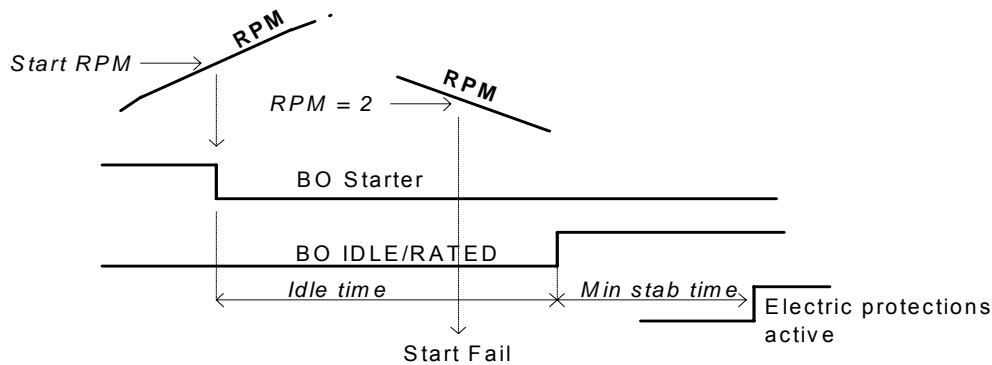 RPM
Start RPM
RPM
RPM = 2
BO Starter
BO IDLE/RATED
Idle time
Min stab time
Electric protections
active
Start Fail